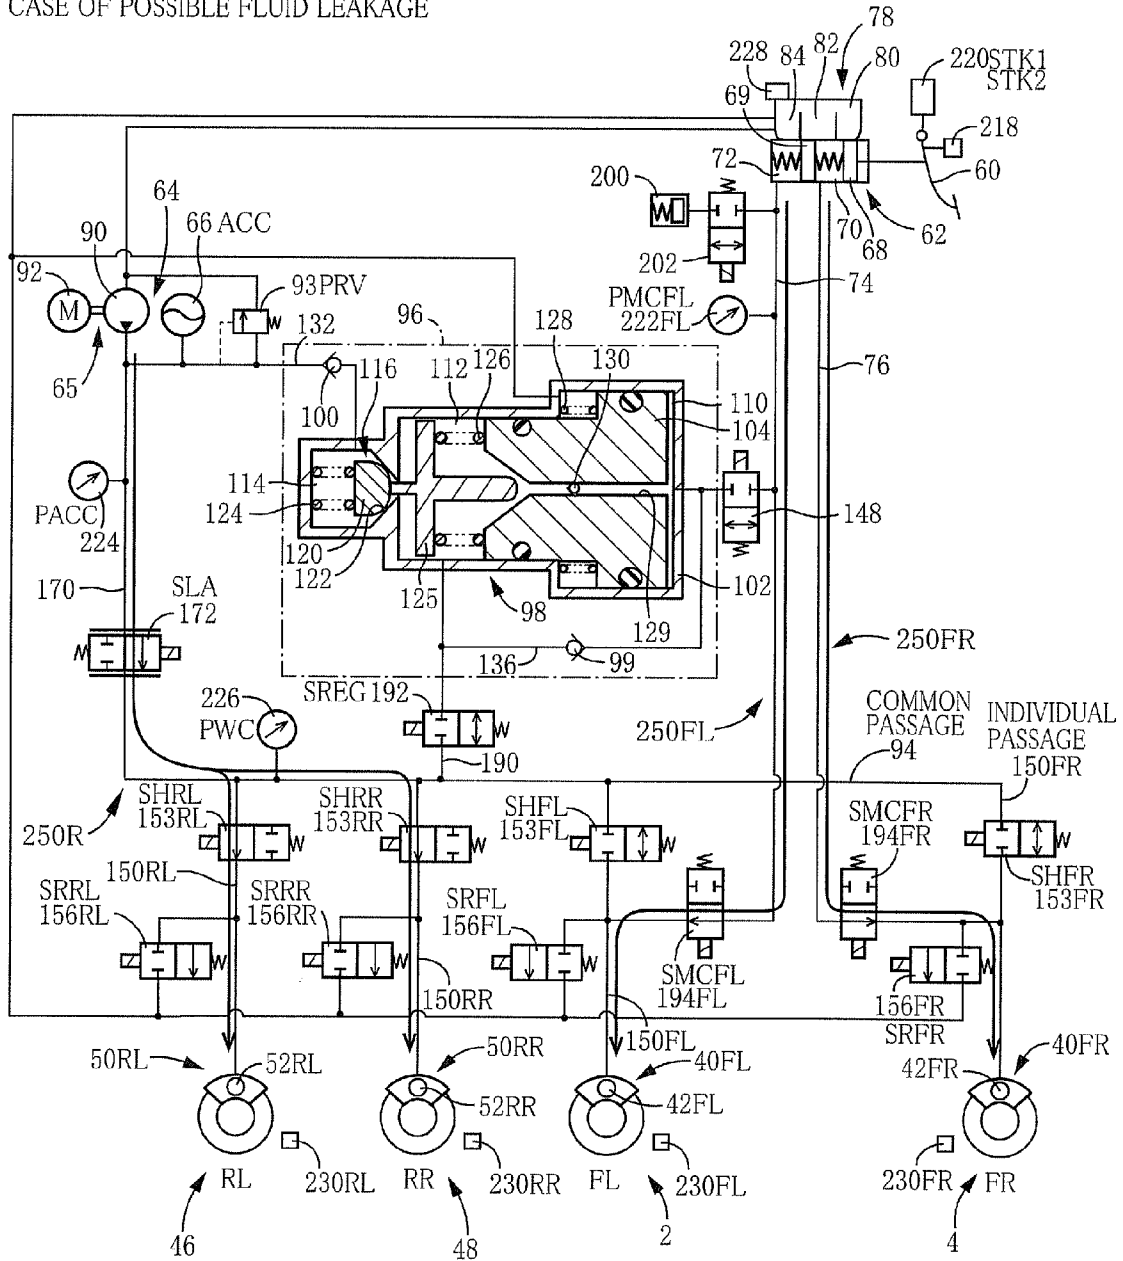 CASE OF POSSIBLE FLUID LEAKAGE
78
82
84
80
228
220STK1
STK2
69
218
72
60
200
64
66ACC
90
70
68
62
202
92
74
93PRV
PMCFL
222FL
M
96
128
130
132
112
126
116
76
65
100
110
104
114
124
PACC
224
148
120
122
125
98
129
102
170
SLA
172
136
99
250FR
226
SREG192
PWC
COMMON
PASSAGE
94
INDIVIDUAL
PASSAGE
150FR
250FL
190
SHRL
153RL
SHRR
153RR
SHFL
153FL
SMCFR
194FR
250R
150RL
SHFR
153FR
SRRL
156RL
SRRR
156RR
SRFL
156FL
SMCFL
194FL
150RR
156FR
SRFR
150FL
50RL
52RL
50RR
52RR
40FL
42FL
42FR
40FR
RL
230RL
RR
230RR
FL
230FL
230FR
FR
46
48
2
4